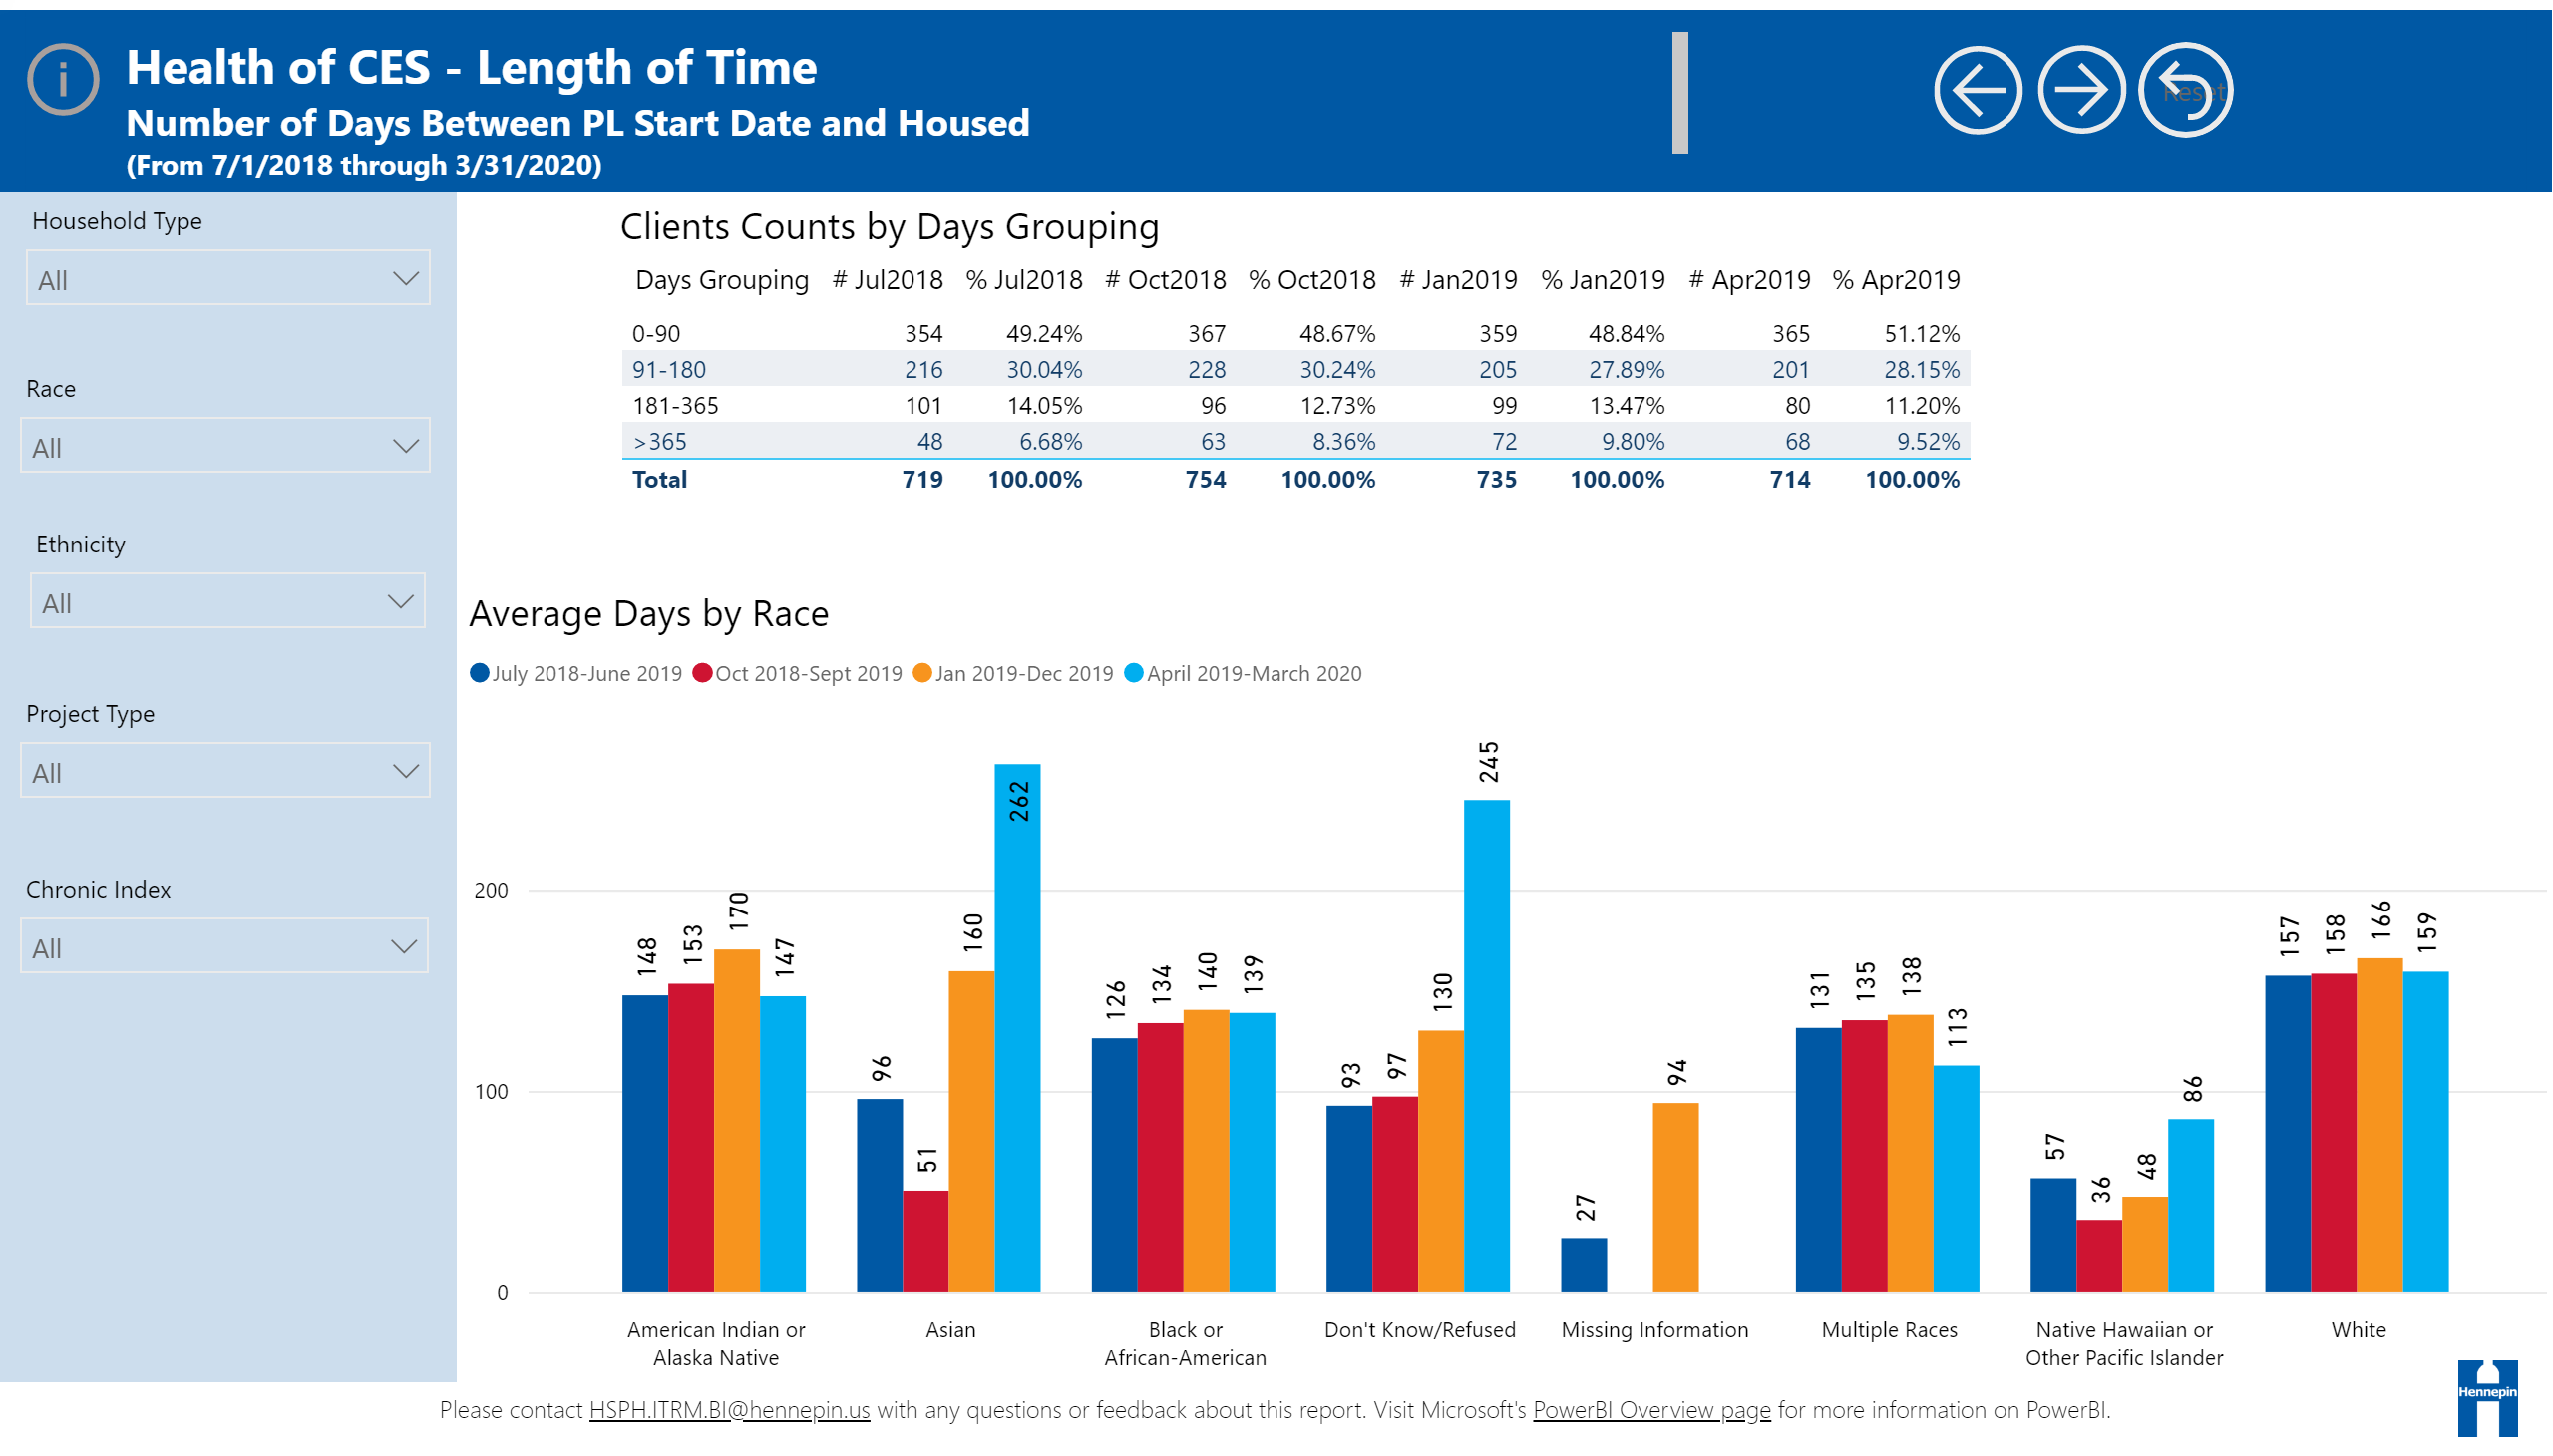 Health of CES - Length of Time
Number of Days Between PL Start Date and Housed
(From 7/1/2018 through 3/31/2020)
Reset
Household Type
All
Race
All
Ethnicity
All
Project Type
All
Chronic Index
All
Clients Counts by Days Grouping
Days Grouping # Jul2018 % Jul2018 # Oct2018 % Oct2018 # Jan2019 % Jan2019 # Apr2019 % Apr2019
0-90 354 49.24% 367 48.67% 359 48.84% 365 51.12%
91-180 216 30.04% 228 30.24% 205 27.89% 201 28.15%
181-365 101 14.05% 96 12.73% 99 13.47% 80 11.20%
>365 48 6.68% 63 8.36% 72 9.80% 68 9.52%
Total 719 100.00% 754 100.00% 735 100.00% 714 100.00%
Average Days by Race
July 2018-June 2019 Oct 2018-Sept 2019 Jan 2019-Dec 2019 April 2019-March 2020
200
100
0
148 153 170 147
96 51 160 262
126 134 140 139
93 97 130 245
27 94
131 135 138 113
57 36 48 86
157 158 166 159
American Indian or
Alaska Native
Asian
Black or
African-American
Don't Know/Refused
Missing Information
Multiple Races
Native Hawaiian or
Other Pacific Islander
White
Please contact HSPH.ITRM.BI@hennepin.us with any questions or feedback about this report. Visit Microsoft's PowerBI Overview page for more information on PowerBI.
Hennepin